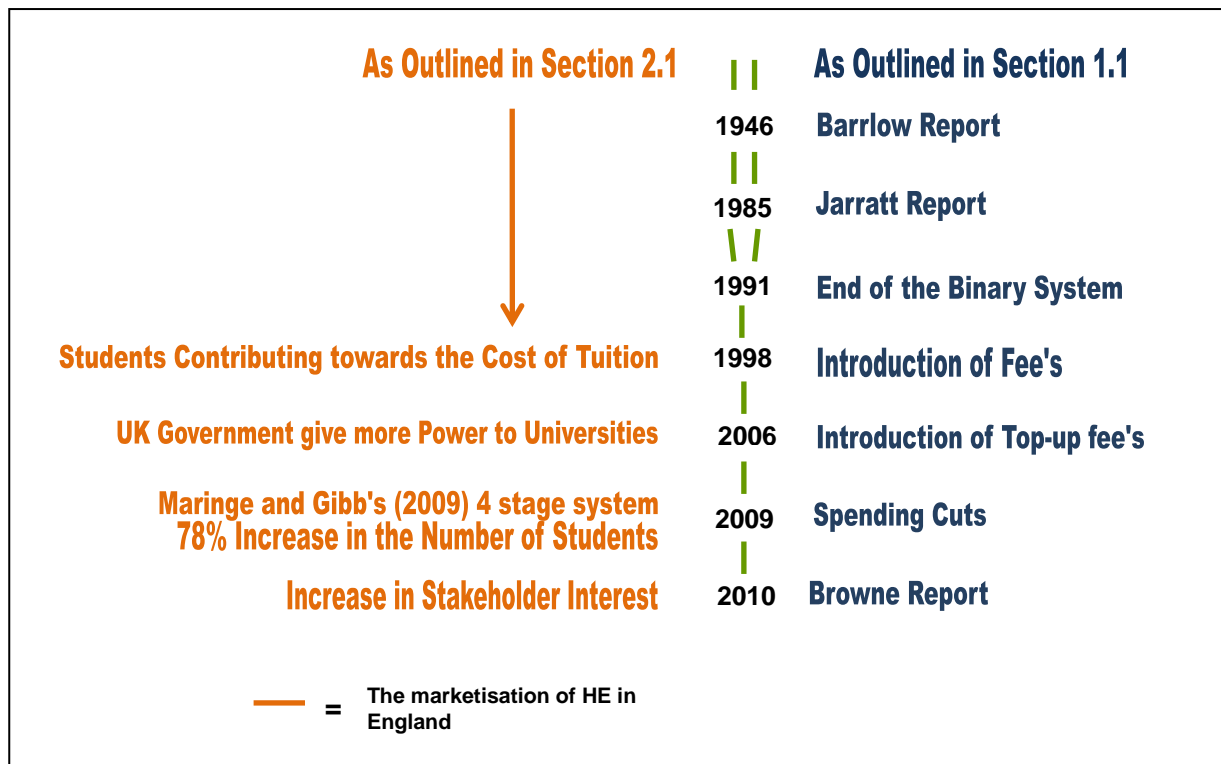 As Outlined in Section 2.1
As Outlined in Section 1.1
1946
Barrlow Report
1985
Jarratt Report
1991
End of the Binary System
Students Contributing towards the Cost of Tuition
1998
Introduction of Fee's
UK Government give more Power to Universities
2006
Introduction of Top-up fee's
Maringe and Gibb's (2009) 4 stage system
78% Increase in the Number of Students
2009
Spending Cuts
Increase in Stakeholder Interest
2010
Browne Report
=
The marketisation of HE in
England